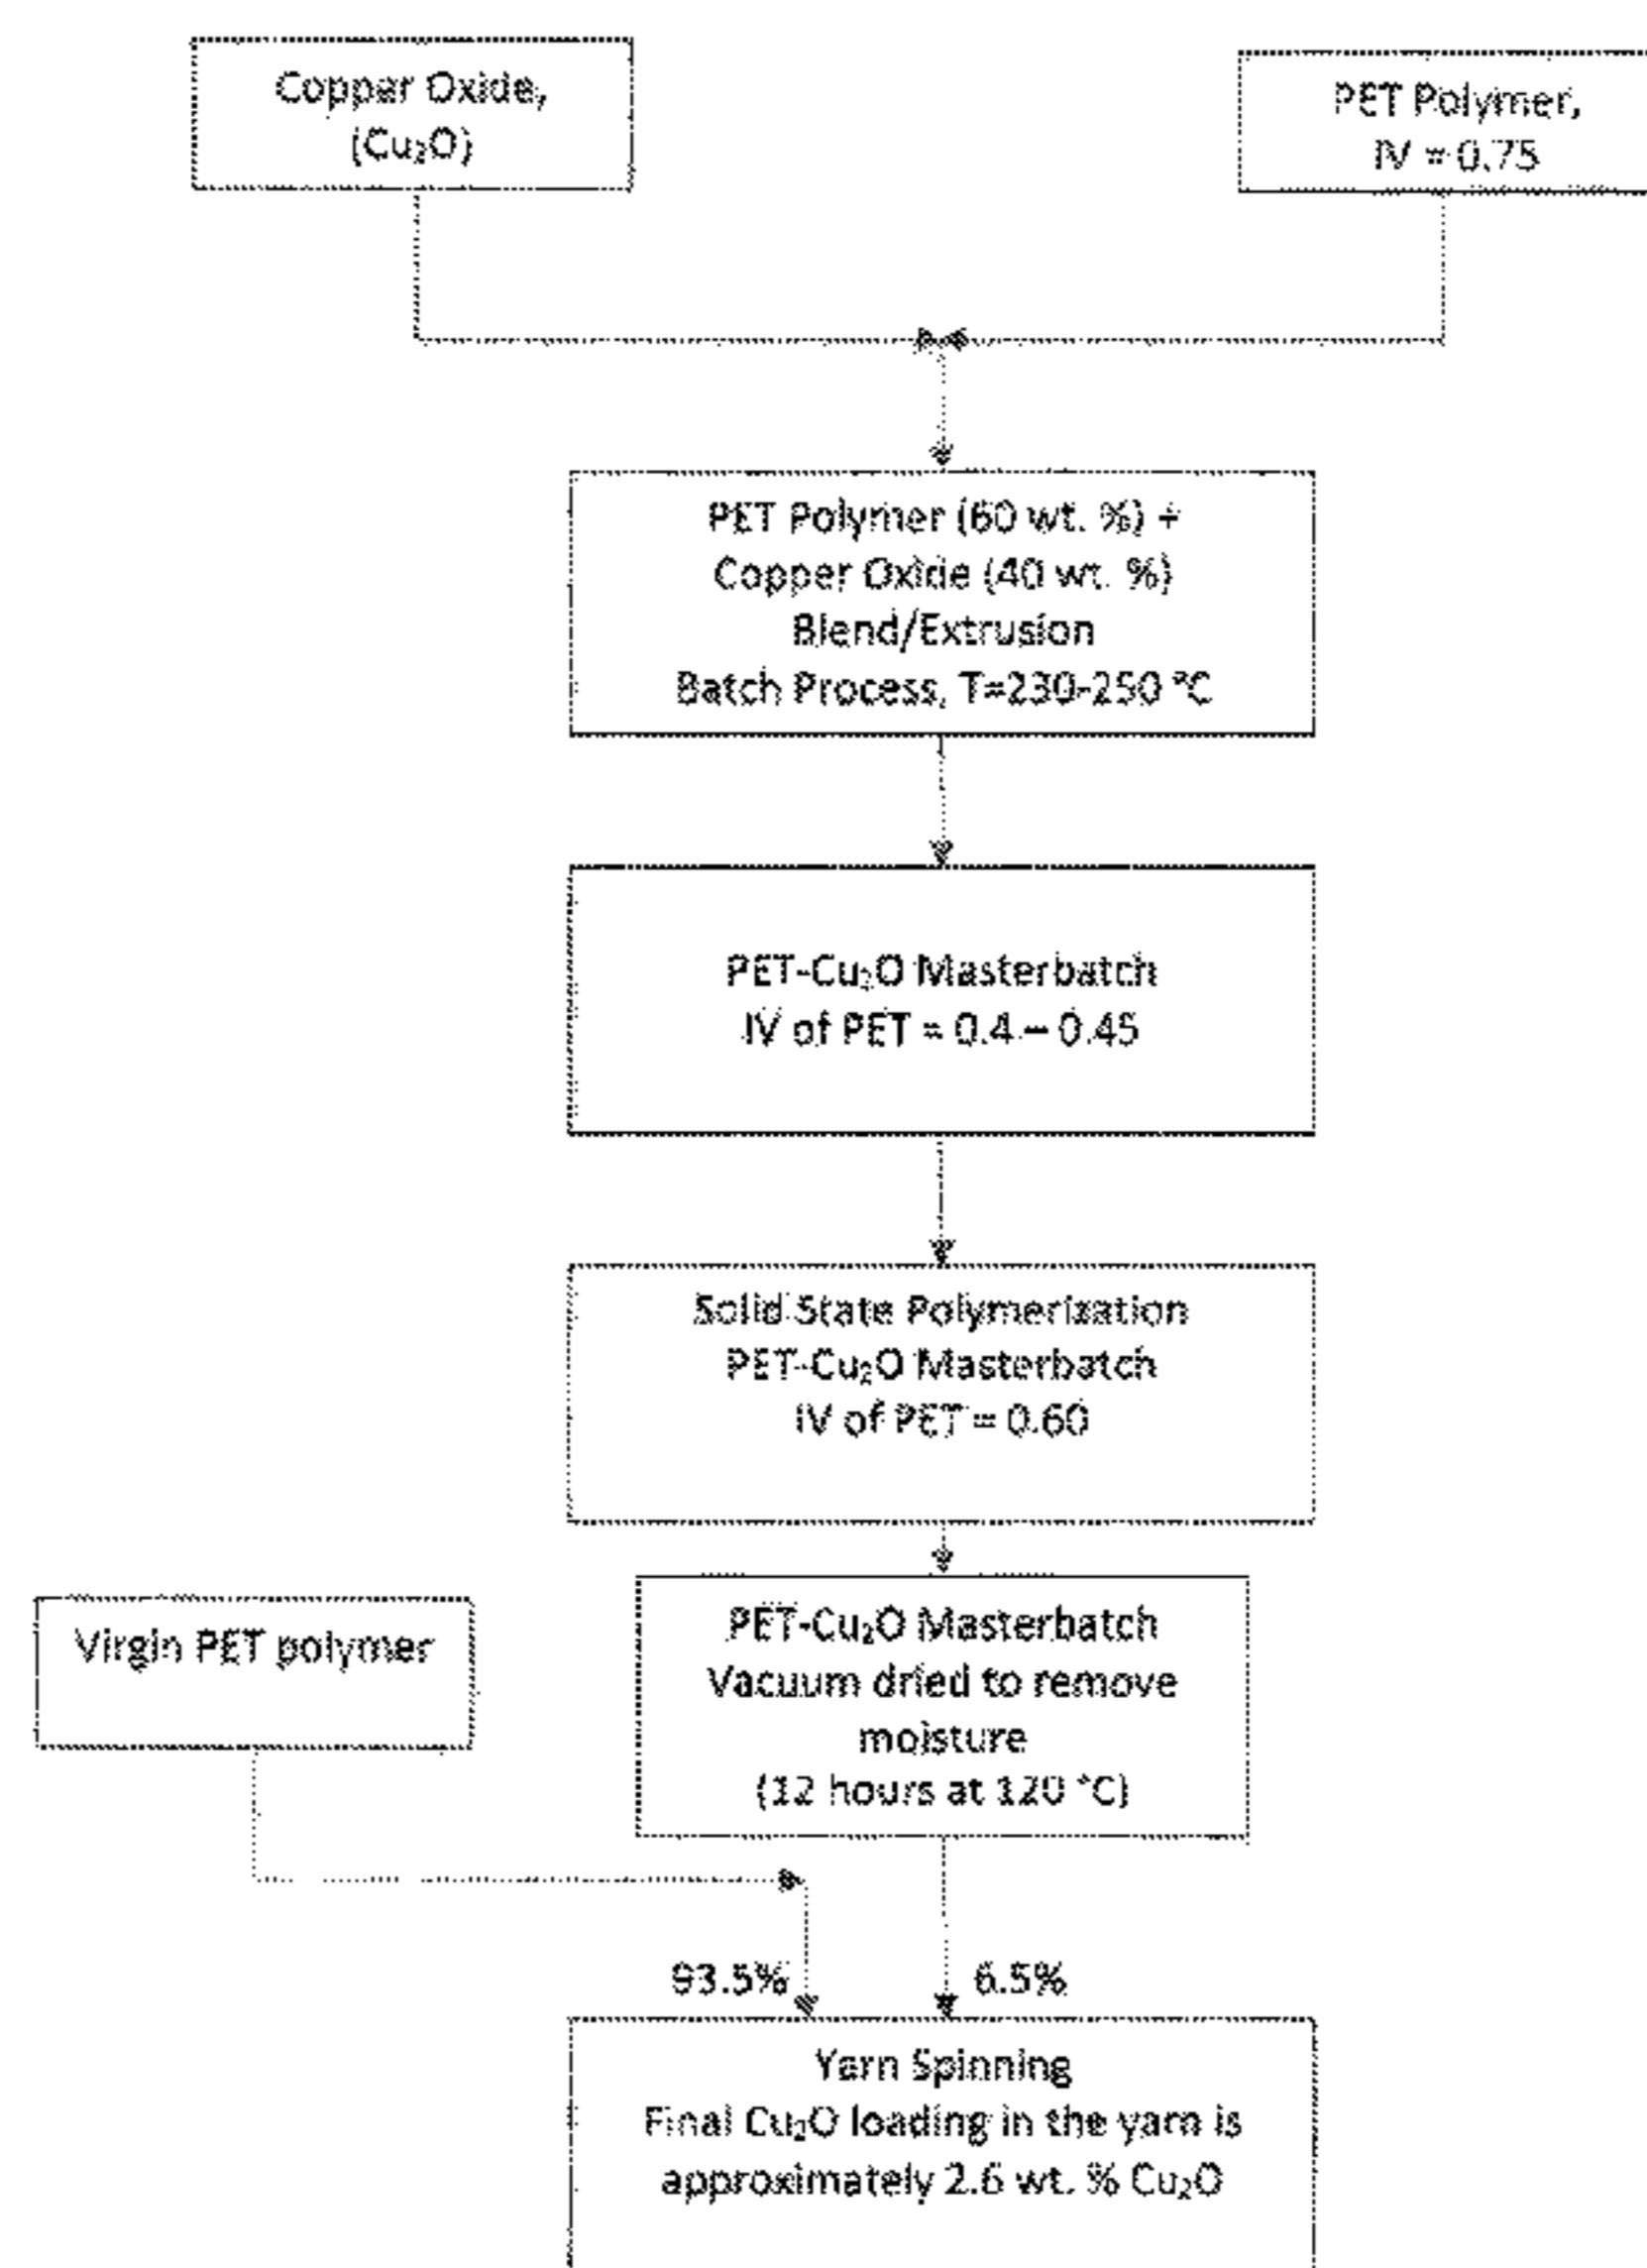 Copper Oxide,
(Cu₂O)
PET Polymer,
IV = 0.75
PET Polymer (60 wt. %) +
Copper Oxide (40 wt. %)
Blend/Extrusion
Batch Process, T=230-250 °C
PET-Cu₂O Masterbatch
IV of PET = 0.4 – 0.45
Solid State Polymerization
PET-Cu₂O Masterbatch
IV of PET = 0.60
Virgin PET polymer
PET-Cu₂O Masterbatch
Vacuum dried to remove
moisture
(12 hours at 120 °C)
93.5%
6.5%
Yarn Spinning
Final Cu₂O loading in the yarn is
approximately 2.6 wt. % Cu₂O